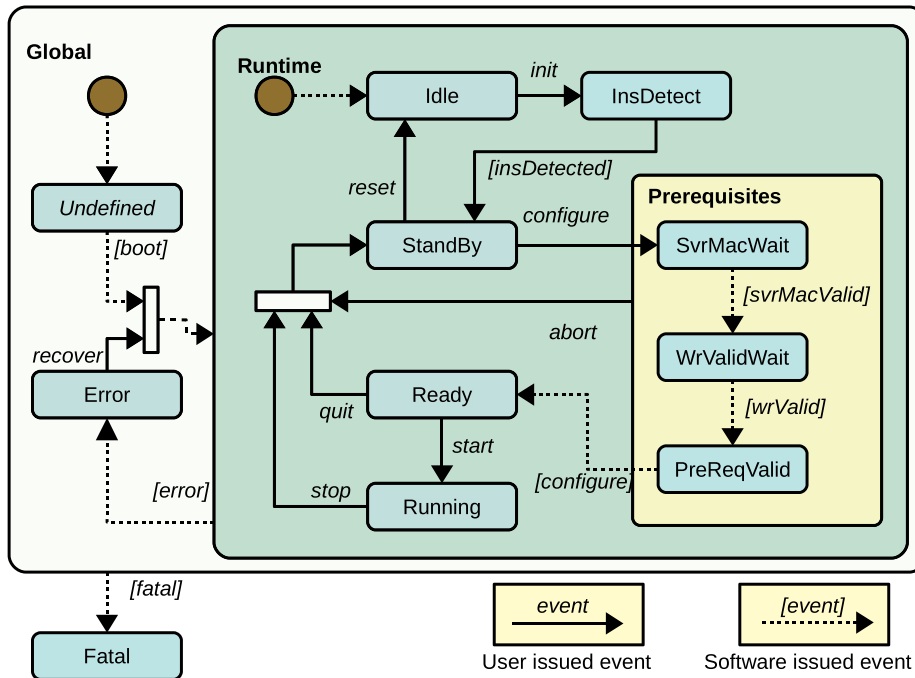 Global
Runtime
Idle
init
InsDetect
[insDetected]
reset
Undefined
[boot]
StandBy
configure
Prerequisites
SvrMacWait
[svrMacValid]
abort
recover
WrValidWait
Error
Ready
quit
[wrValid]
start
[configure]
PreReqValid
[error]
stop
Running
[fatal]
Fatal
event
User issued event
[event]
Software issued event